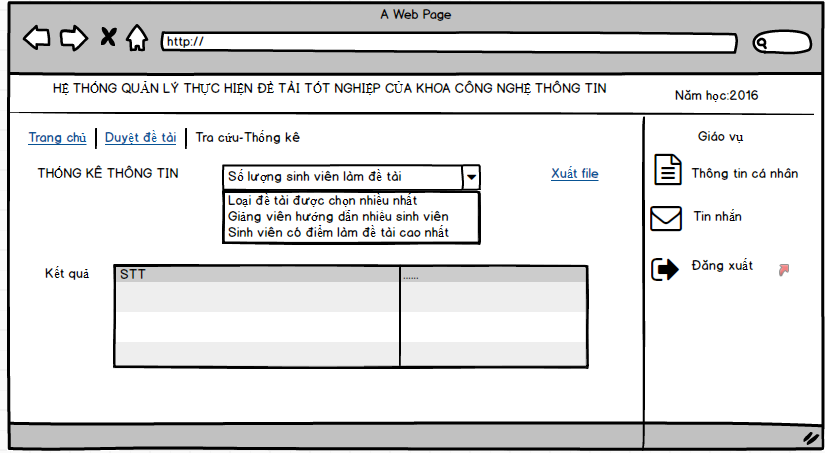 A Web Page
http://
HỆ THỐNG QUẢN LÝ THỰC HIỆN ĐỀ TÀI TỐT NGHIỆP CỦA KHOA CÔNG NGHỆ THÔNG TIN
Năm học:2016
Trang chủ
Duyệt đề tài
Tra cứu-Thống kê
Giáo vụ
THỐNG KÊ THÔNG TIN
Số lượng sinh viên làm đề tài
Xuất file
Thông tin cá nhân
Loại đề tài được chọn nhiều nhất
Giảng viên hướng dẫn nhiều sinh viên
Sinh viên có điểm làm đề tài cao nhất
Tin nhắn
Đăng xuất
Kết quả
STT
......